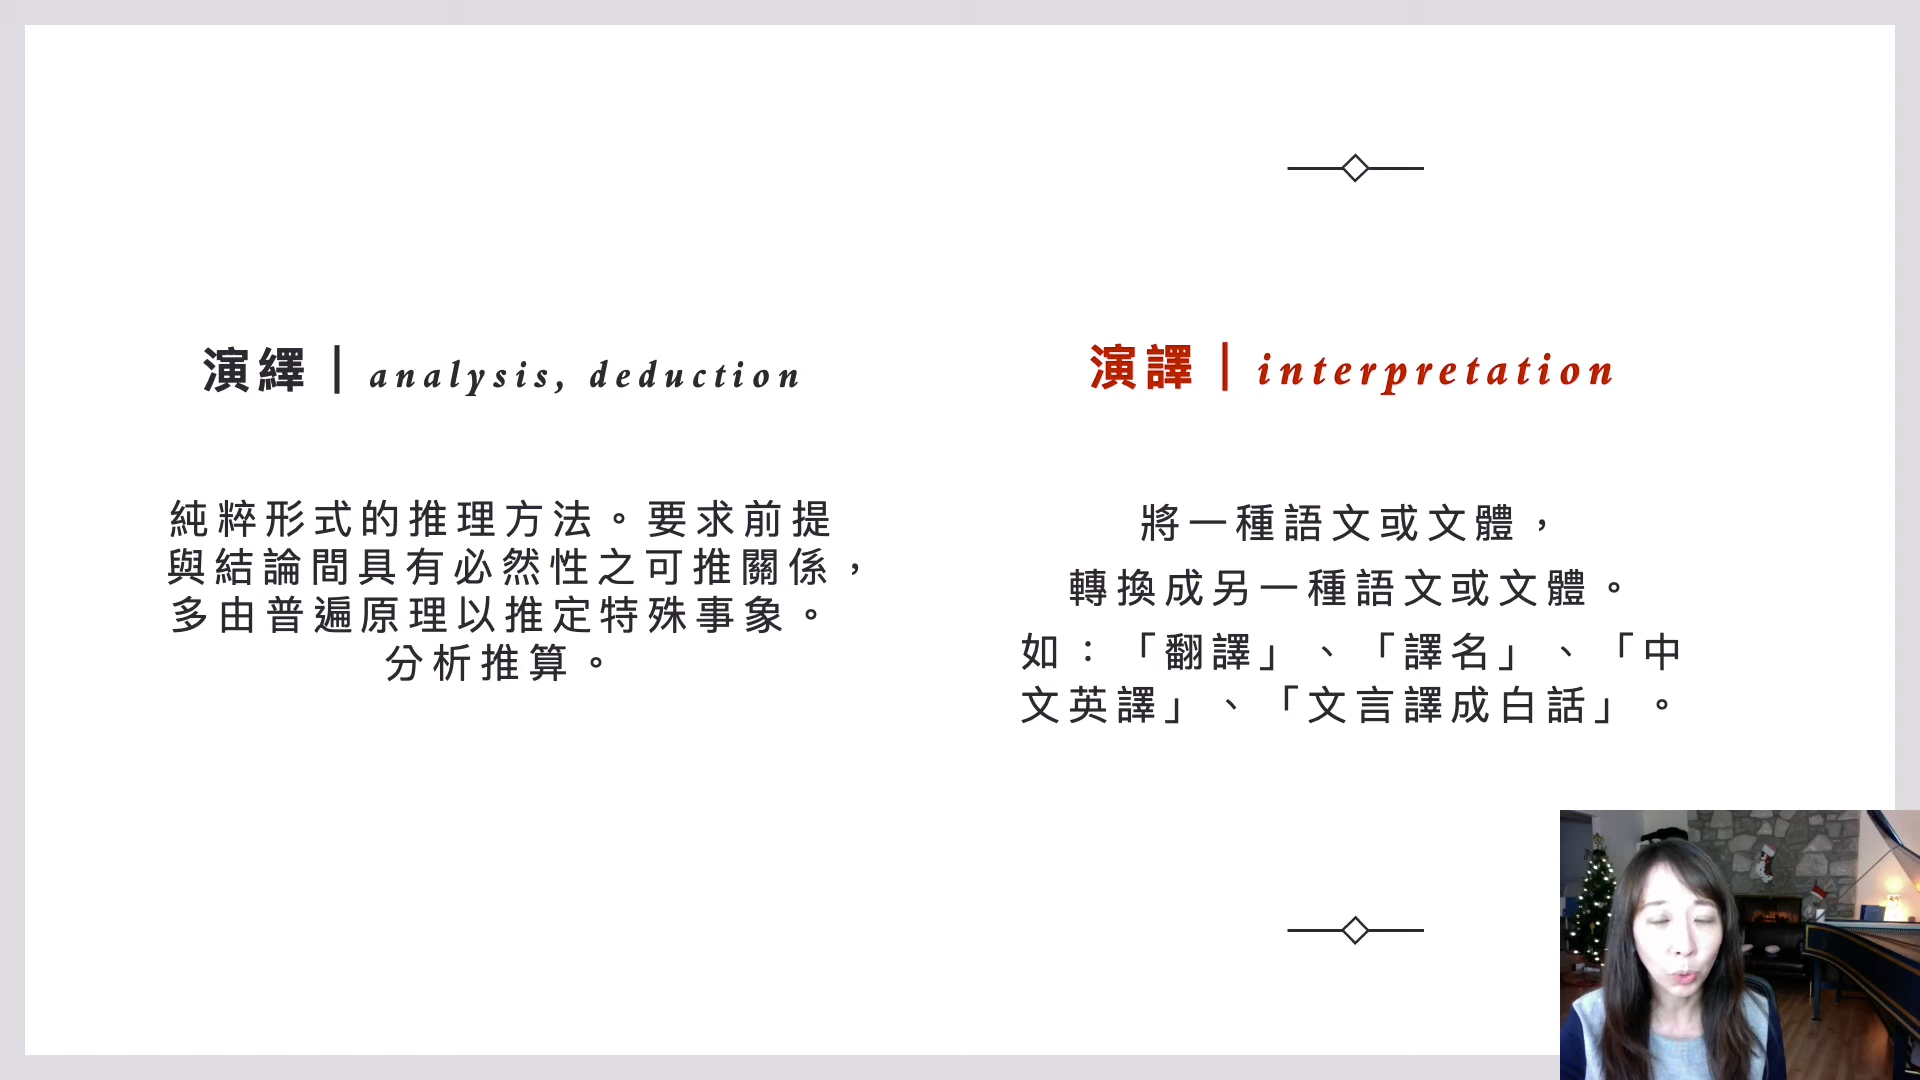 演繹｜analysis, deduction
純粹形式的推理方法。要求前提
與結論間具有必然性之可推關係，
多由普遍原理以推定特殊事象。
分析推算。
演譯｜interpretation
將一種語文或文體，
轉換成另一種語文或文體。
如：「翻譯」、「譯名」、「中
文英譯」、「文言譯成白話」。